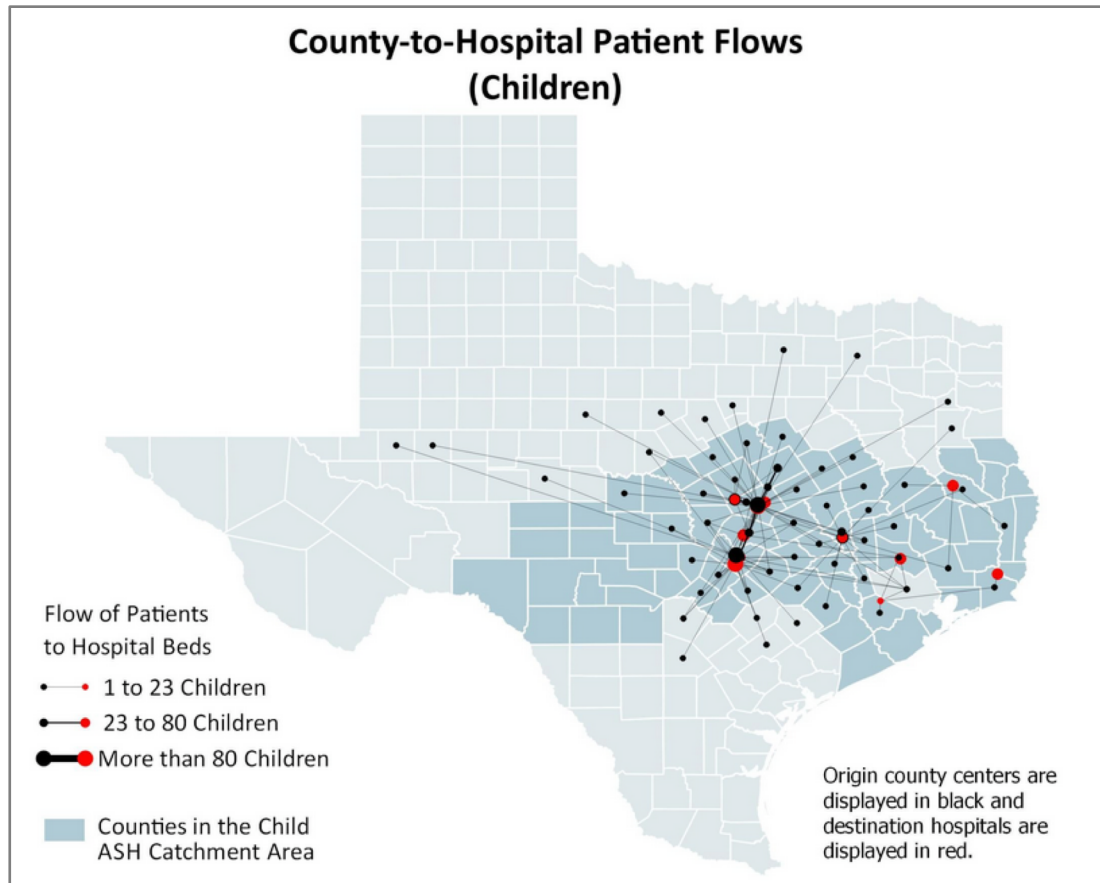 County-to-Hospital Patient Flows
(Children)
Flow of Patients
to Hospital Beds
1 to 23 Children
23 to 80 Children
More than 80 Children
Counties in the Child
ASH Catchment Area
Origin county centers are
displayed in black and
destination hospitals are
displayed in red.